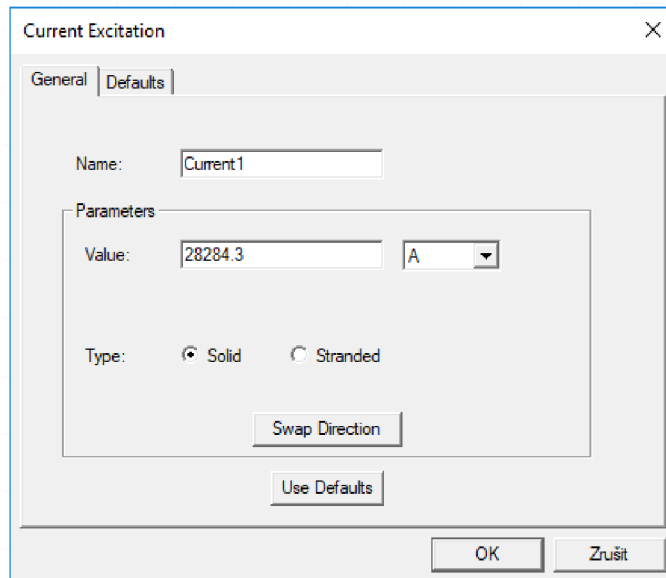 Current Excitation
General Defaults
Name: Current1
Parameters
Value: 28284.3 A
Type: Solid Stranded
Swap Direction
Use Defaults
OK Zrušit